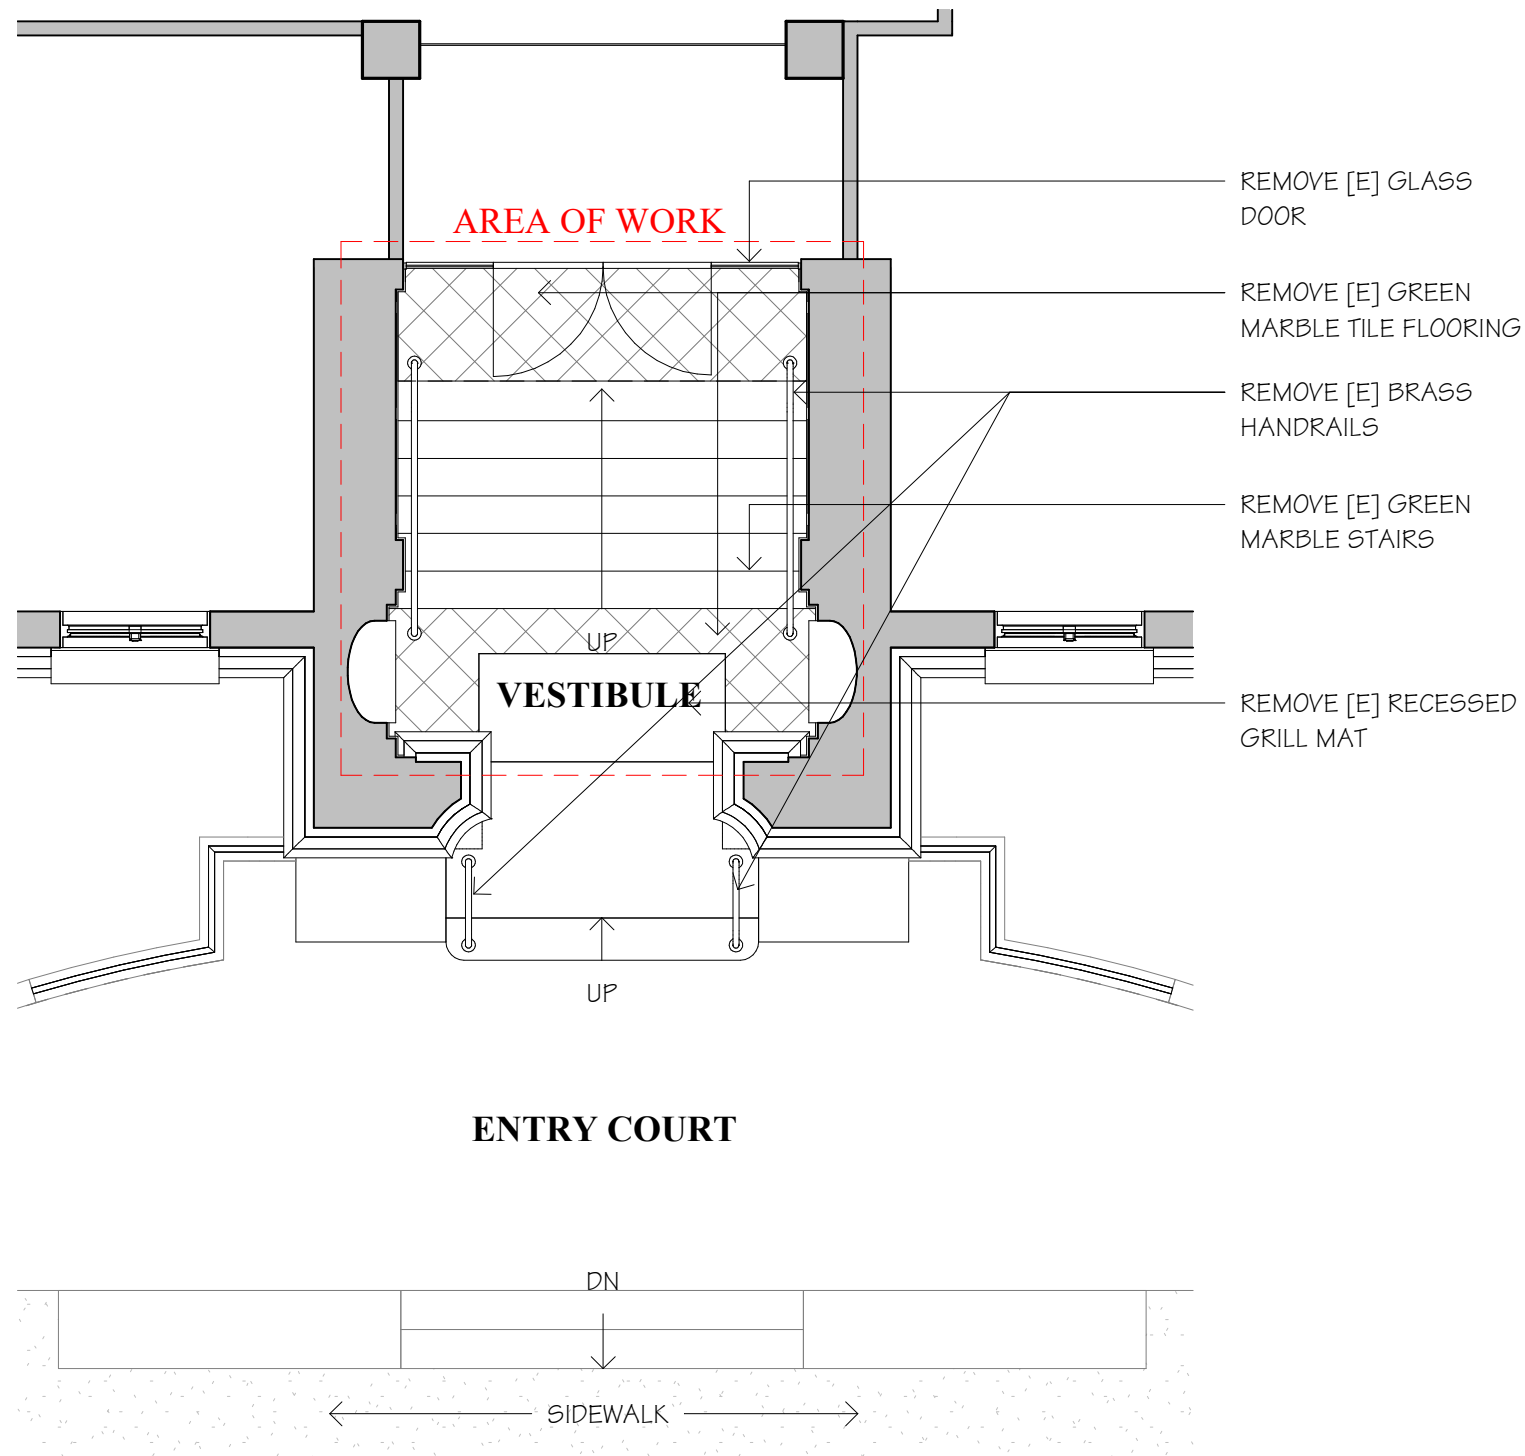 AREA OF WORK
REMOVE [E] GLASS
DOOR
REMOVE [E] GREEN
MARBLE TILE FLOORING
REMOVE [E] BRASS
HANDRAILS
REMOVE [E] GREEN
MARBLE STAIRS
UP
VESTIBULE
REMOVE [E] RECESSED
GRILL MAT
UP
ENTRY COURT
DN
SIDEWALK